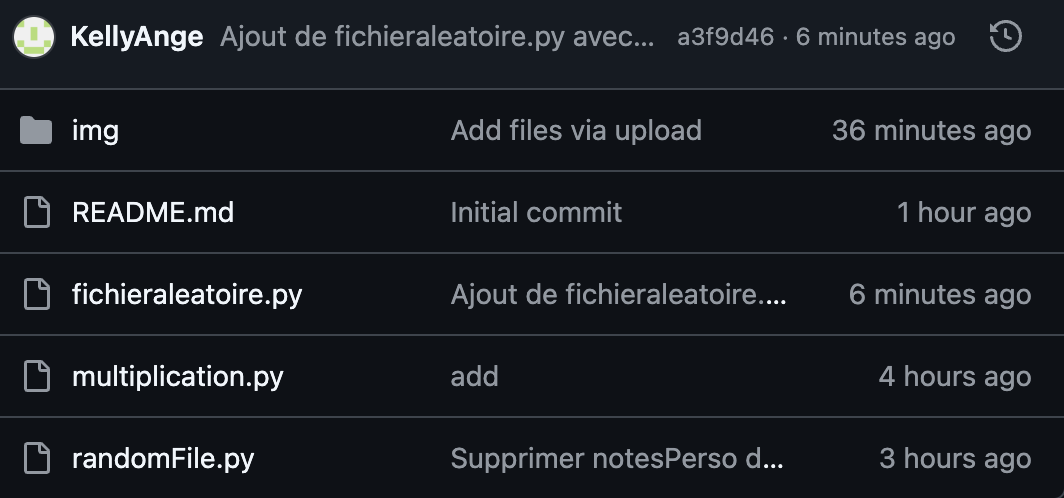 KellyAnge Ajout de fichieraleatoire.py avec... a3f9d46 · 6 minutes ago
img Add files via upload 36 minutes ago
README.md Initial commit 1 hour ago
fichieraleatoire.py Ajout de fichieraleatoire.... 6 minutes ago
multiplication.py add 4 hours ago
randomFile.py Supprimer notesPerso d... 3 hours ago